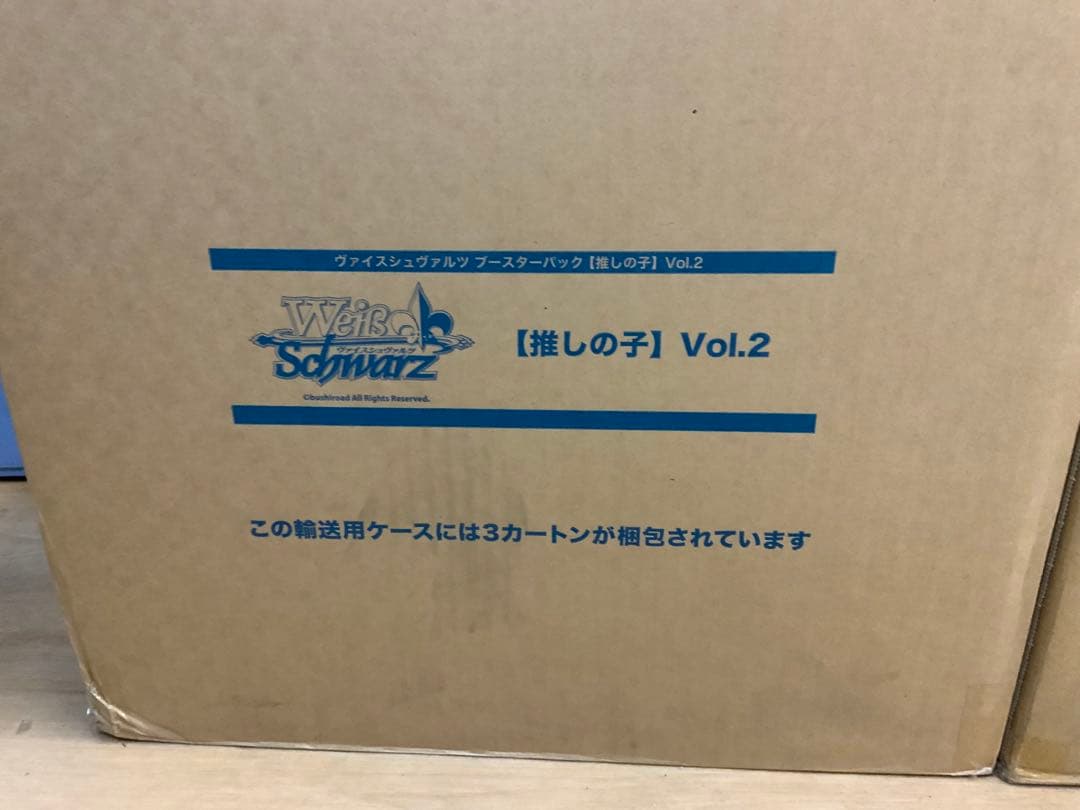 ヴァイスシュヴァルツ ブースターパック【推しの子】Vol.2
Weiß
ヴァイスシュヴァルツ
Schwarz
©bushiroad All Rights Reserved.
【推しの子】Vol.2
この輸送用ケースには3カートンが梱包されています